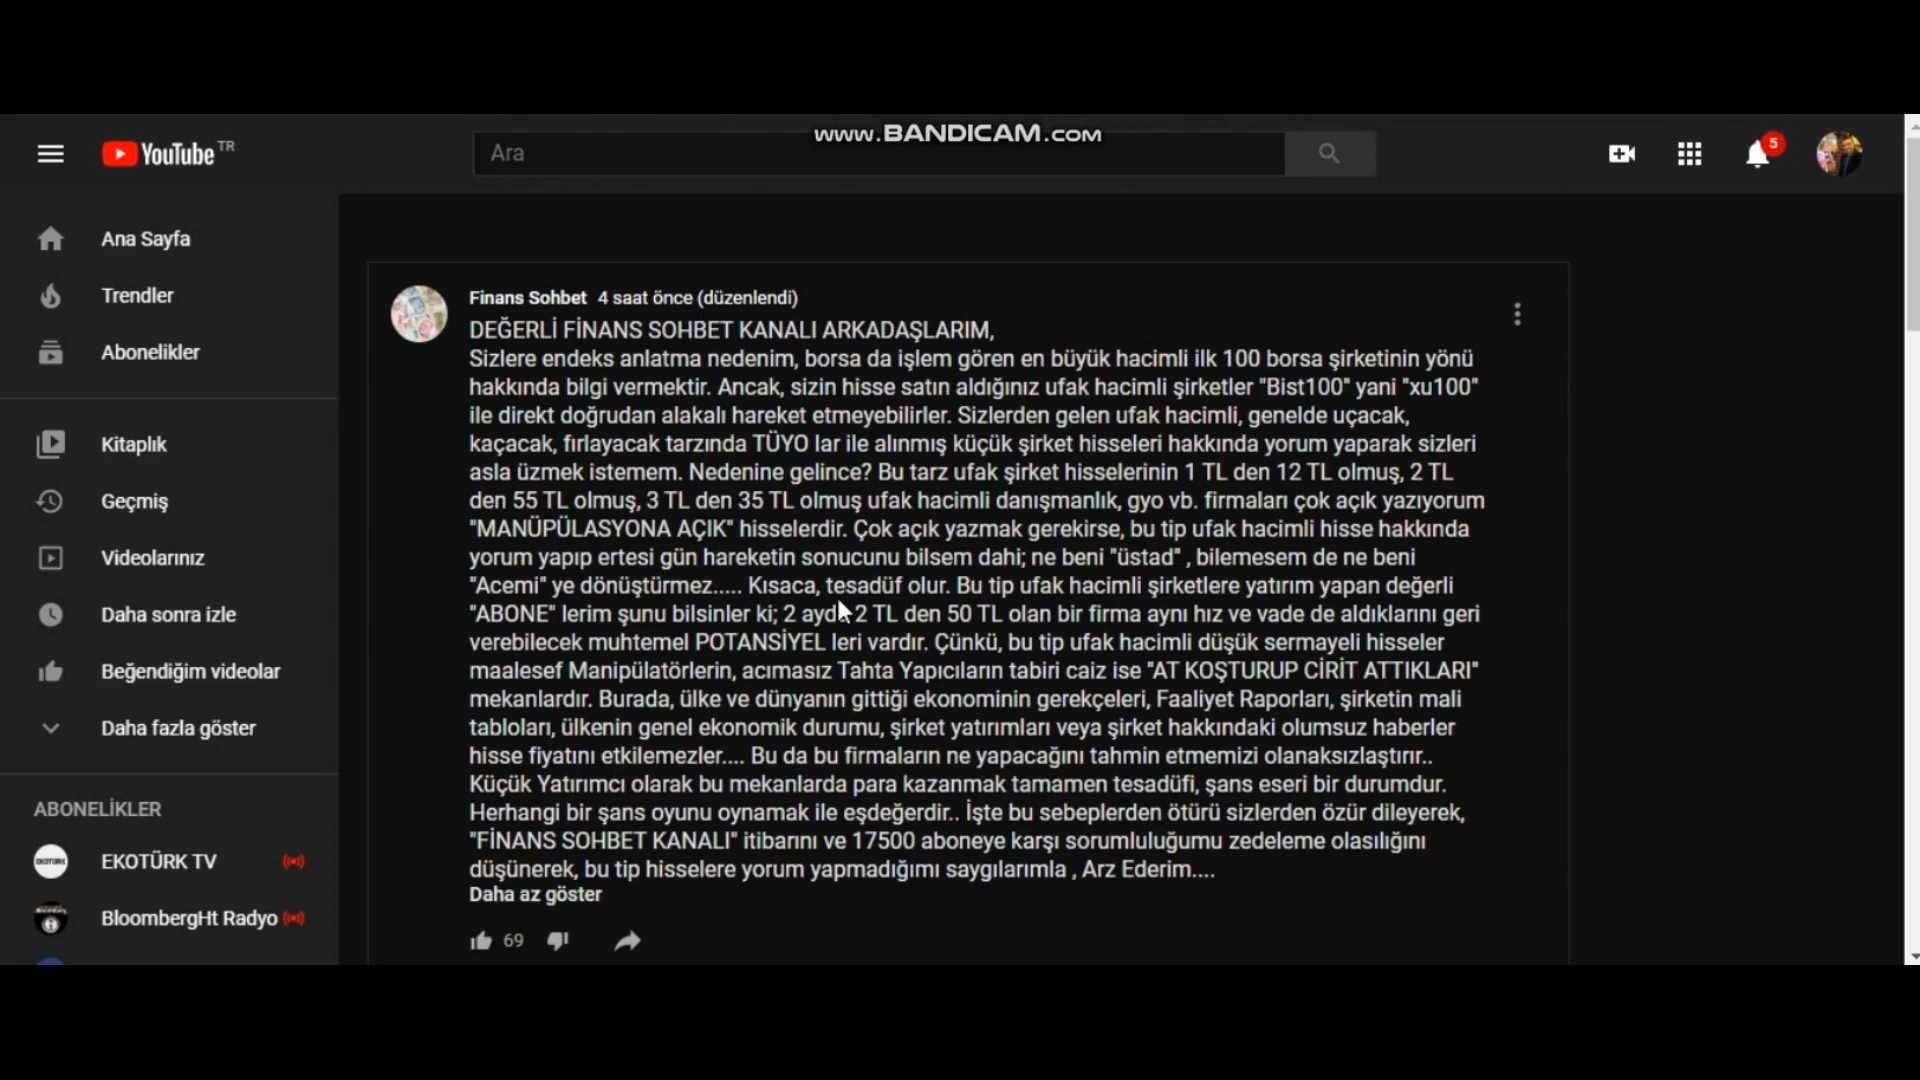 www.BANDICAM.com
YouTube TR
Ara
5
Ana Sayfa
Trendler
Abonelikler
Kitaplık
Geçmiş
Videolarınız
Daha sonra izle
Beğendiğim videolar
Daha fazla göster
ABONELİKLER
EKOTÜRK TV
BloombergHt Radyo
Finans Sohbet 4 saat önce (düzenlendi)
DEĞERLİ FİNANS SOHBET KANALI ARKADAŞLARIM,
Sizlere endeks anlatma nedenim, borsa da işlem gören en büyük hacimli ilk 100 borsa şirketinin yönü
hakkında bilgi vermektir. Ancak, sizin hisse satın aldığınız ufak hacimli şirketler "Bist100" yani "xu100"
ile direkt doğrudan alakalı hareket etmeyebilirler. Sizlerden gelen ufak hacimli, genelde uçacak,
kaçacak, fırlayacak tarzında TÜYO lar ile alınmış küçük şirket hisseleri hakkında yorum yaparak sizleri
asla üzmek istemem. Nedenine gelince? Bu tarz ufak şirket hisselerinin 1 TL den 12 TL olmuş, 2 TL
den 55 TL olmuş, 3 TL den 35 TL olmuş ufak hacimli danışmanlık, gyo vb. firmaları çok açık yazıyorum
"MANÜPÜLASYONA AÇIK" hisselerdir. Çok açık yazmak gerekirse, bu tip ufak hacimli hisse hakkında
yorum yapıp ertesi gün hareketin sonucunu bilsem dahi; ne beni "üstad" , bilemesem de ne beni
"Acemi" ye dönüştürmez..... Kısaca, tesadüf olur. Bu tip ufak hacimli şirketlere yatırım yapan değerli
"ABONE" lerim şunu bilsinler ki; 2 ayda 2 TL den 50 TL olan bir firma aynı hız ve vade de aldıklarını geri
verebilecek muhtemel POTANSİYEL leri vardır. Çünkü, bu tip ufak hacimli düşük sermayeli hisseler
maalesef Manipülatörlerin, acımasız Tahta Yapıcıların tabiri caiz ise "AT KOŞTURUP CİRİT ATTIKLARI"
mekanlardır. Burada, ülke ve dünyanın gittiği ekonominin gerekçeleri, Faaliyet Raporları, şirketin mali
tabloları, ülkenin genel ekonomik durumu, şirket yatırımları veya şirket hakkındaki olumsuz haberler
hisse fiyatını etkilemezler.... Bu da bu firmaların ne yapacağını tahmin etmemizi olanaksızlaştırır..
Küçük Yatırımcı olarak bu mekanlarda para kazanmak tamamen tesadüfi, şans eseri bir durumdur.
Herhangi bir şans oyunu oynamak ile eşdeğerdir.. İşte bu sebeplerden ötürü sizlerden özür dileyerek,
"FİNANS SOHBET KANALI" itibarını ve 17500 aboneye karşı sorumluluğumu zedeleme olasılığını
düşünerek, bu tip hisselere yorum yapmadığımı saygılarımla , Arz Ederim....
Daha az göster
69